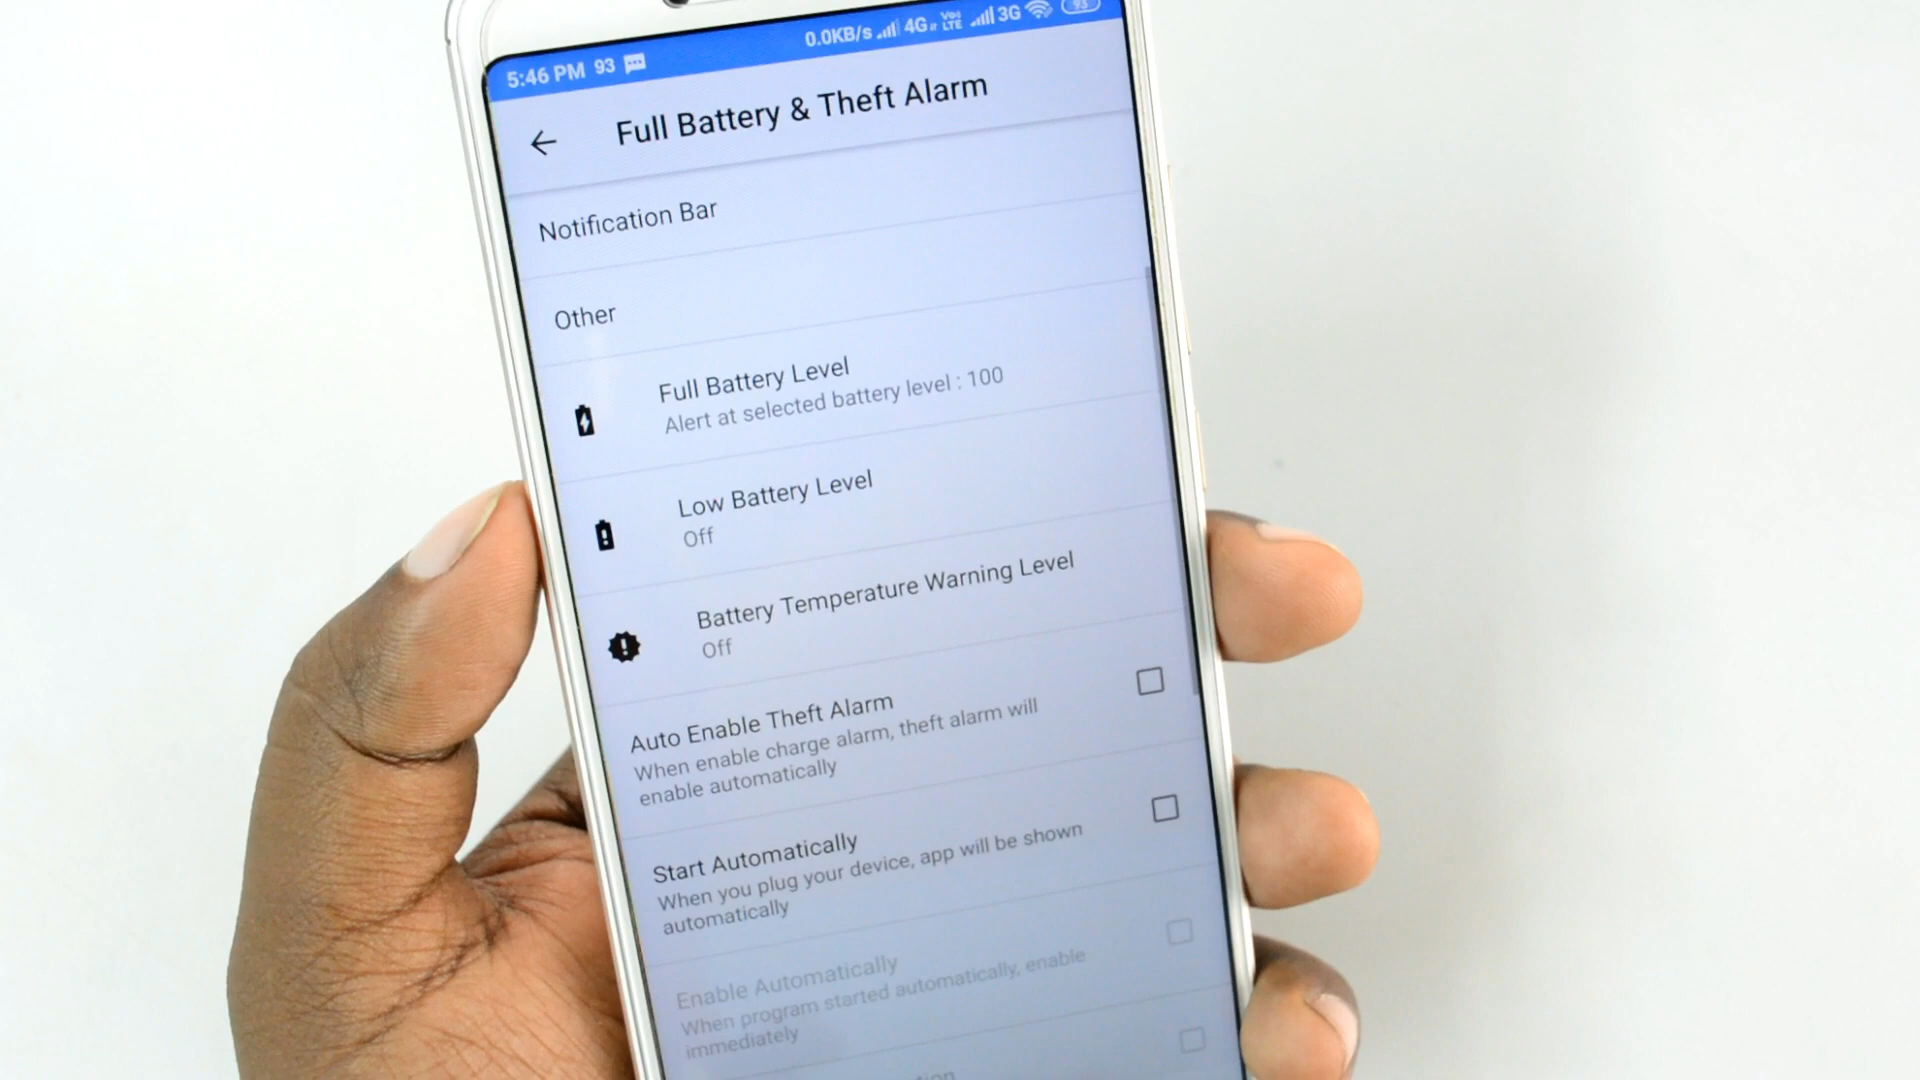 5:46 PM 93
0.0KB/s 4G Vo LTE 3G 93
Full Battery & Theft Alarm
Notification Bar
Other
Full Battery Level
Alert at selected battery level : 100
Low Battery Level
Off
Battery Temperature Warning Level
Off
Auto Enable Theft Alarm
When enable charge alarm, theft alarm will
enable automatically
Start Automatically
When you plug your device, app will be shown
automatically
Enable Automatically
When program started automatically, enable
immediately